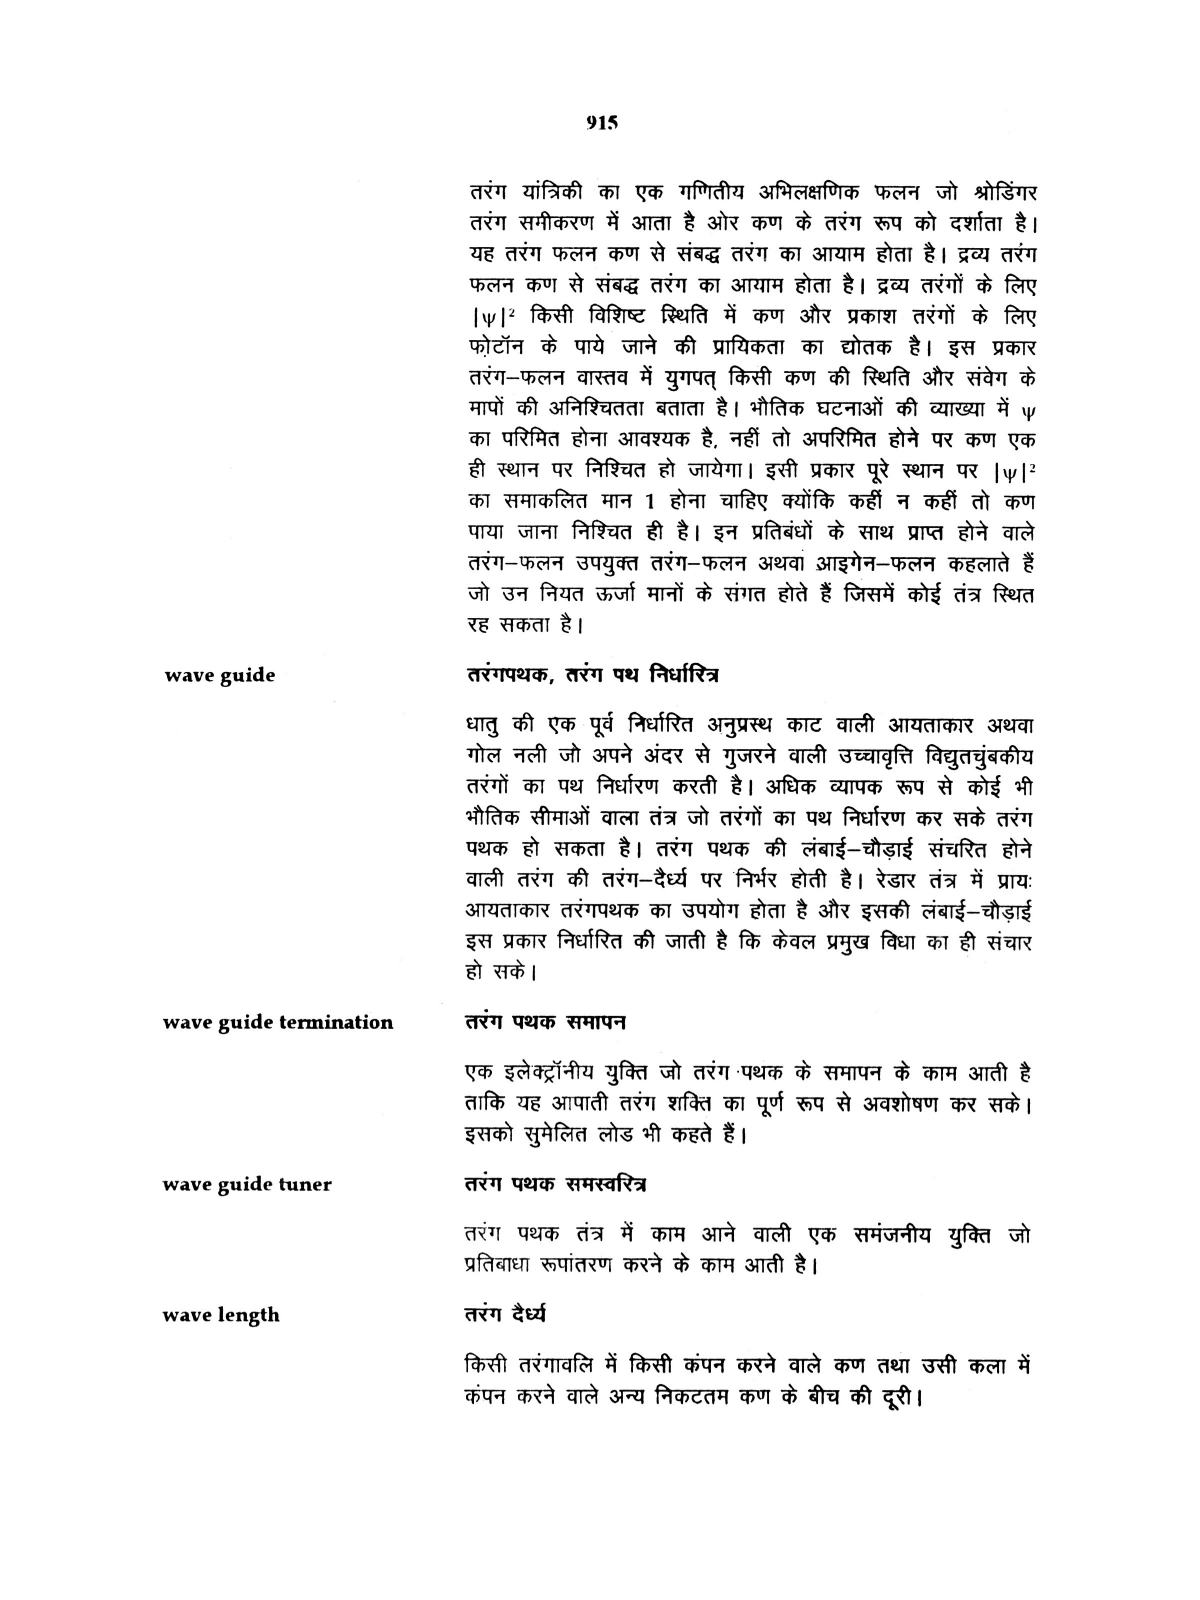 915
तरंग यांत्रिकी का एक गणितीय अभिलक्षणिक फलन जो श्रोडिंगर
तरंग समीकरण में आता है ओर कण के तरंग रूप को दर्शाता है।
यह तरंग फलन कण से संबद्ध तरंग का आयाम होता है। द्रव्य तरंग
फलन कण से संबद्ध तरंग का आयाम होता है। द्रव्य तरंगों के लिए
|ψ|² किसी विशिष्ट स्थिति में कण और प्रकाश तरंगों के लिए
फोटॉन के पाये जाने की प्रायिकता का द्योतक है। इस प्रकार
तरंग–फलन वास्तव में युगपत् किसी कण की स्थिति और संवेग के
मापों की अनिश्चितता बताता है। भौतिक घटनाओं की व्याख्या में ψ
का परिमित होना आवश्यक है, नहीं तो अपरिमित होने पर कण एक
ही स्थान पर निश्चित हो जायेगा। इसी प्रकार पूरे स्थान पर |ψ|²
का समाकलित मान 1 होना चाहिए क्योंकि कहीं न कहीं तो कण
पाया जाना निश्चित ही है। इन प्रतिबंधों के साथ प्राप्त होने वाले
तरंग–फलन उपयुक्त तरंग–फलन अथवा आइगेन–फलन कहलाते हैं
जो उन नियत ऊर्जा मानों के संगत होते हैं जिसमें कोई तंत्र स्थित
रह सकता है।
wave guide तरंगपथक, तरंग पथ निर्धारित्र
धातु की एक पूर्व निर्धारित अनुप्रस्थ काट वाली आयताकार अथवा
गोल नली जो अपने अंदर से गुजरने वाली उच्चावृत्ति विद्युतचुंबकीय
तरंगों का पथ निर्धारण करती है। अधिक व्यापक रूप से कोई भी
भौतिक सीमाओं वाला तंत्र जो तरंगों का पथ निर्धारण कर सके तरंग
पथक हो सकता है। तरंग पथक की लंबाई–चौड़ाई संचरित होने
वाली तरंग की तरंग–दैर्ध्य पर निर्भर होती है। रेडार तंत्र में प्रायः
आयताकार तरंगपथक का उपयोग होता है और इसकी लंबाई–चौड़ाई
इस प्रकार निर्धारित की जाती है कि केवल प्रमुख विधा का ही संचार
हो सके।
wave guide termination तरंग पथक समापन
एक इलेक्ट्रॉनीय युक्ति जो तरंग पथक के समापन के काम आती है
ताकि यह आपाती तरंग शक्ति का पूर्ण रूप से अवशोषण कर सके।
इसको सुमेलित लोड भी कहते हैं।
wave guide tuner तरंग पथक समस्वरित्र
तरंग पथक तंत्र में काम आने वाली एक समंजनीय युक्ति जो
प्रतिबाधा रूपांतरण करने के काम आती है।
wave length तरंग दैर्ध्य
किसी तरंगावलि में किसी कंपन करने वाले कण तथा उसी कला में
कंपन करने वाले अन्य निकटतम कण के बीच की दूरी।